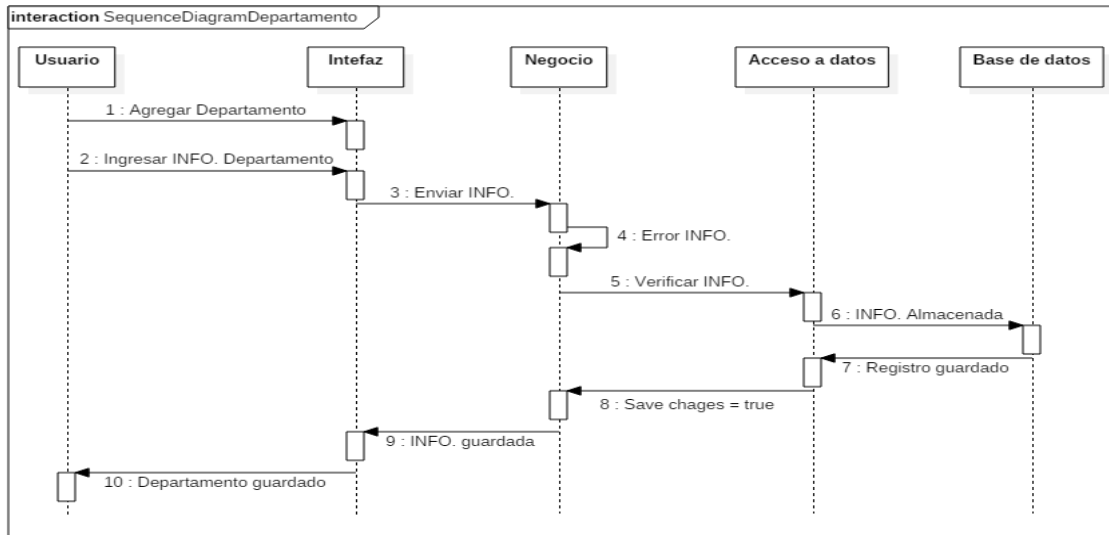 interaction SequenceDiagramDepartamento
Usuario
Intefaz
Negocio
Acceso a datos
Base de datos
1 : Agregar Departamento
2 : Ingresar INFO. Departamento
3 : Enviar INFO.
4 : Error INFO.
5 : Verificar INFO.
6 : INFO. Almacenada
7 : Registro guardado
8 : Save chages = true
9 : INFO. guardada
10 : Departamento guardado